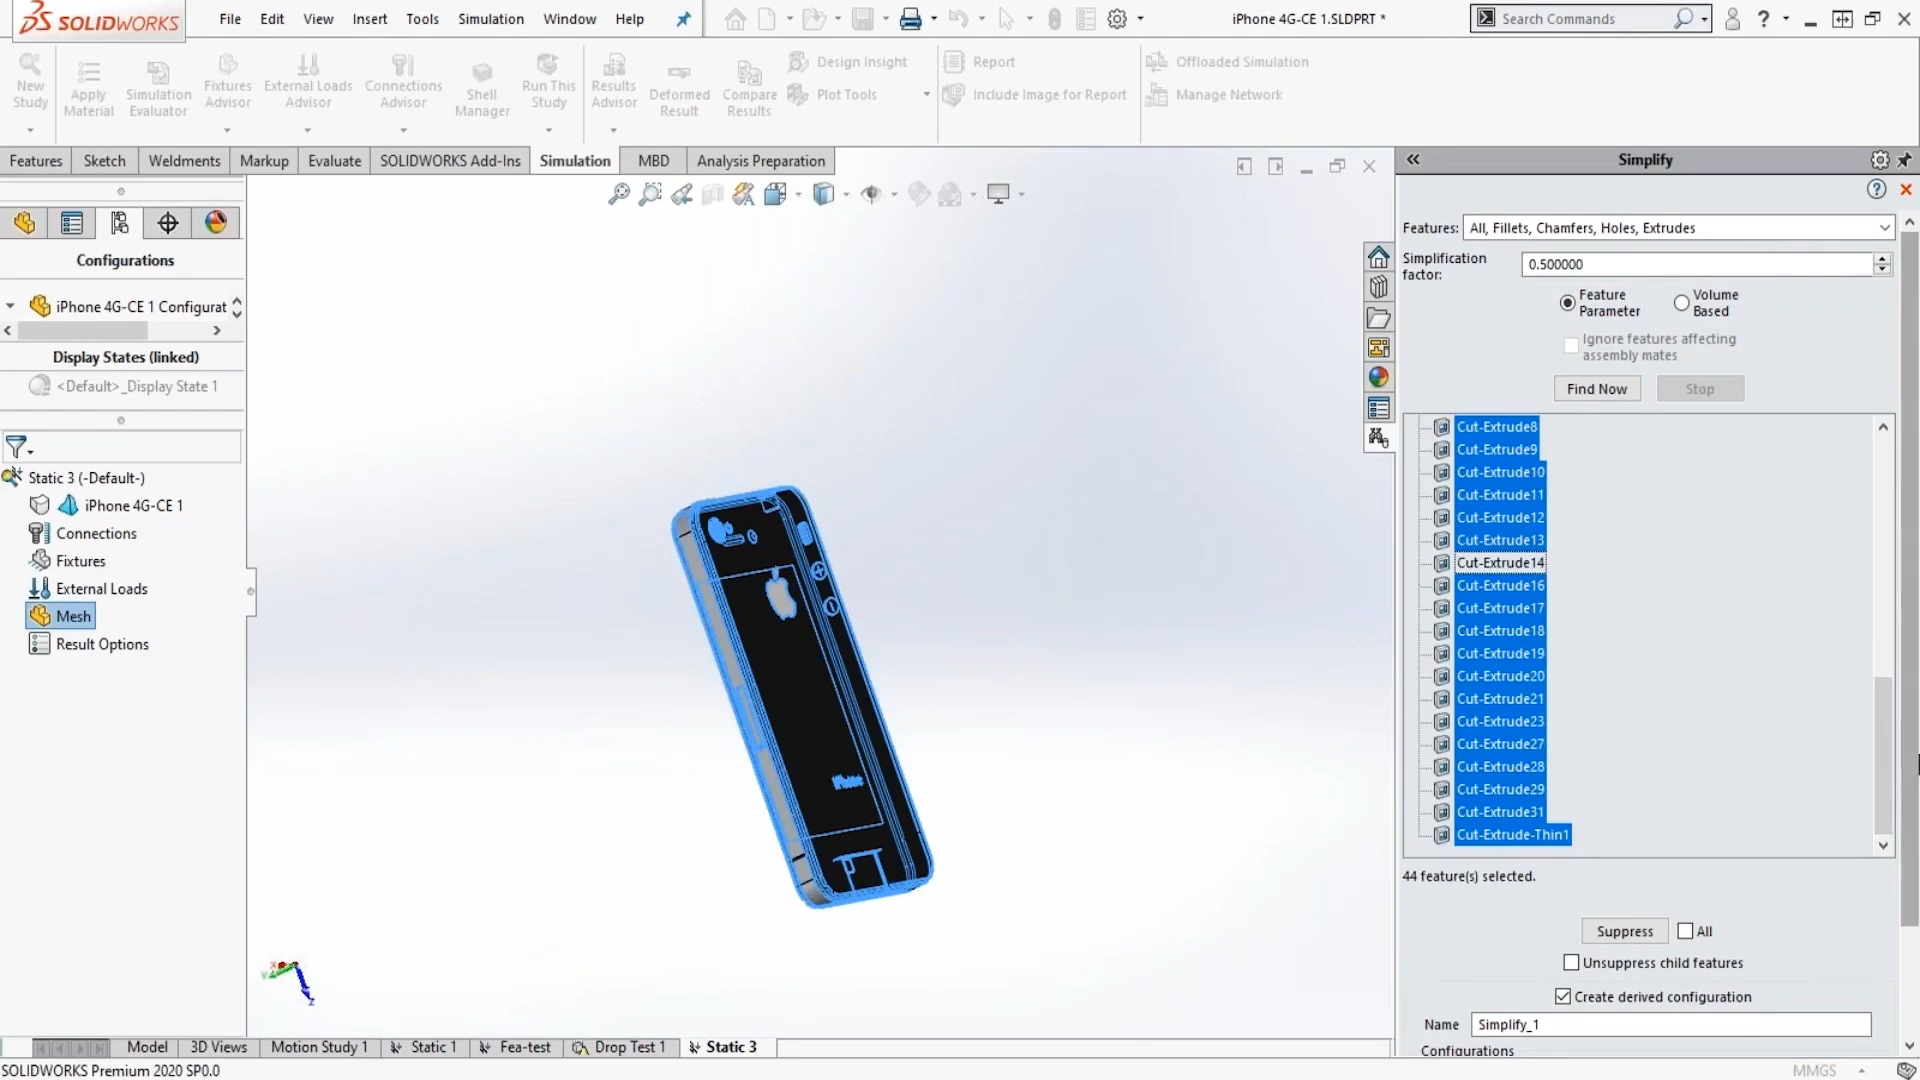 SOLIDWORKS
File Edit View Insert Tools Simulation Window Help
iPhone 4G-CE 1.SLDPRT *
Search Commands
New Study
Apply Material
Simulation Evaluator
Fixtures Advisor
External Loads Advisor
Connections Advisor
Shell Manager
Run This Study
Results Advisor
Deformed Result
Compare Results
Design Insight
Plot Tools
Report
Include Image for Report
Offloaded Simulation
Manage Network
Features Sketch Weldments Markup Evaluate SOLIDWORKS Add-Ins Simulation MBD Analysis Preparation
Configurations
iPhone 4G-CE 1 Configurat
Display States (linked)
<Default>_Display State 1
Static 3 (-Default-)
iPhone 4G-CE 1
Connections
Fixtures
External Loads
Mesh
Result Options
iPhone
X
Y
Z
Simplify
Features: All, Fillets, Chamfers, Holes, Extrudes
Simplification factor: 0.500000
Feature Parameter
Volume Based
Ignore features affecting assembly mates
Find Now Stop
Cut-Extrude8
Cut-Extrude9
Cut-Extrude10
Cut-Extrude11
Cut-Extrude12
Cut-Extrude13
Cut-Extrude14
Cut-Extrude16
Cut-Extrude17
Cut-Extrude18
Cut-Extrude19
Cut-Extrude20
Cut-Extrude21
Cut-Extrude23
Cut-Extrude27
Cut-Extrude28
Cut-Extrude29
Cut-Extrude31
Cut-Extrude-Thin1
44 feature(s) selected.
Suppress All
Unsuppress child features
Create derived configuration
Name Simplify_1
Configurations
Model 3D Views Motion Study 1 Static 1 Fea-test Drop Test 1 Static 3
SOLIDWORKS Premium 2020 SP0.0
MMGS